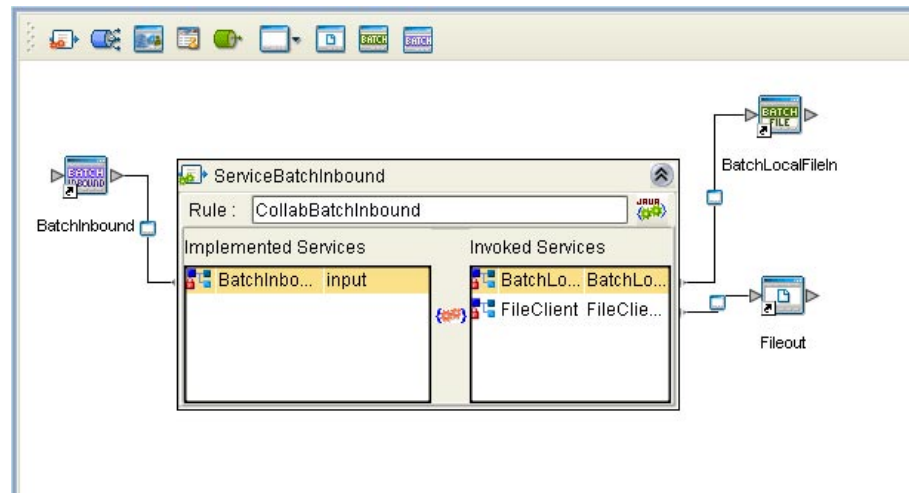 BATCH
BATCH
BATCH
FILE
BatchLocalFileIn
BATCH
INBOUND
BatchInbound
ServiceBatchInbound
Rule : CollabBatchInbound
JAVA
Implemented Services
Invoked Services
BatchInbo... input
BatchLo... BatchLo...
FileClient FileClie...
Fileout